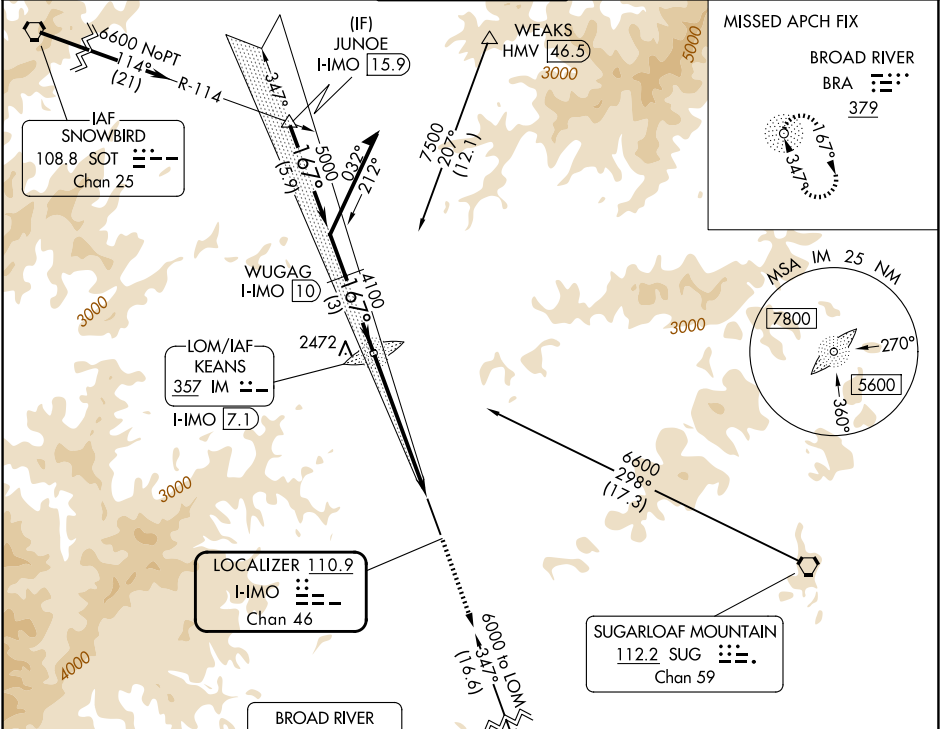 6600 NoPT
114°
(21)
R-114
IAF
SNOWBIRD
108.8 SOT
Chan 25
(IF)
JUNOE
I-IMO 15.9
347°
167°
(5.9)
5000
032°
212°
WEAKS
HMV 46.5
3000
5000
7500
207°
(12.1)
MISSED APCH FIX
BROAD RIVER
BRA
379
167°
347°
WUGAG
I-IMO 10
4100
167°
(3)
3000
2472
LOM/IAF
KEANS
357 IM
I-IMO 7.1
3000
MSA IM 25 NM
7800
270°
5600
360°
3000
6600
298°
(17.3)
LOCALIZER 110.9
I-IMO
Chan 46
4000
6000 to LOM
347°
(16.6)
SUGARLOAF MOUNTAIN
112.2 SUG
Chan 59
BROAD RIVER